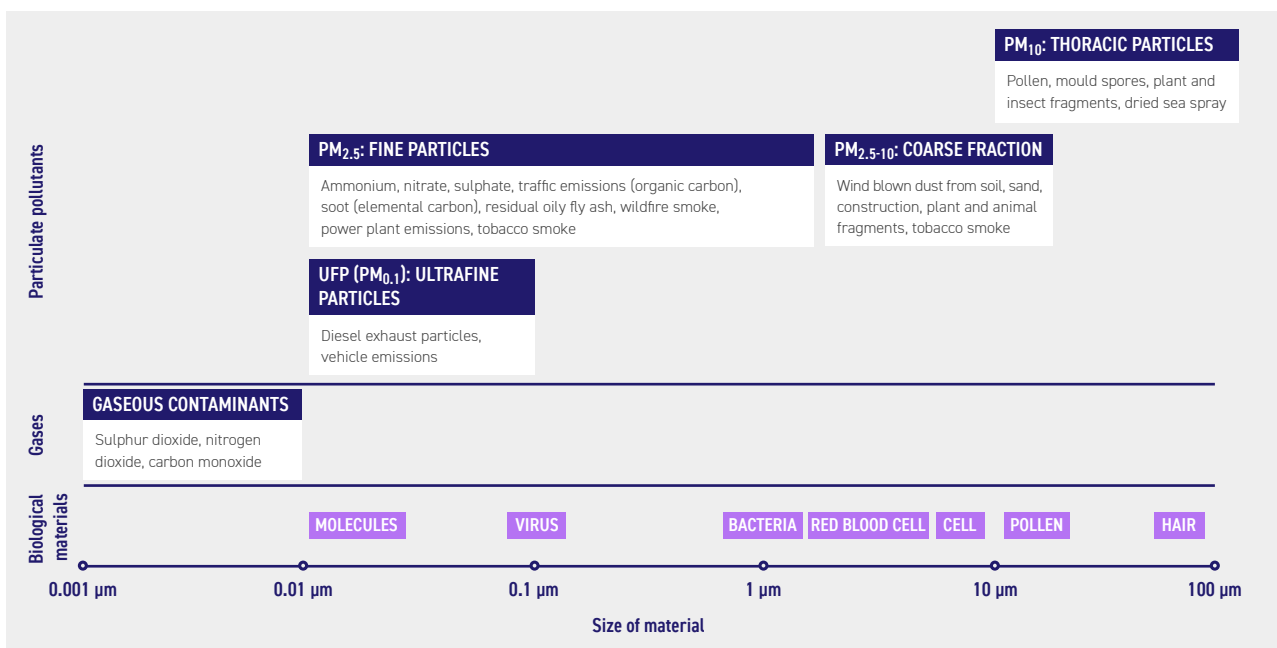 PM10: THORACIC PARTICLES
Pollen, mould spores, plant and
insect fragments, dried sea spray
Particulate pollutants
PM2.5: FINE PARTICLES
Ammonium, nitrate, sulphate, traffic emissions (organic carbon),
soot (elemental carbon), residual oily fly ash, wildfire smoke,
power plant emissions, tobacco smoke
PM2.5-10: COARSE FRACTION
Wind blown dust from soil, sand,
construction, plant and animal
fragments, tobacco smoke
UFP (PM0.1): ULTRAFINE
PARTICLES
Diesel exhaust particles,
vehicle emissions
Gases
GASEOUS CONTAMINANTS
Sulphur dioxide, nitrogen
dioxide, carbon monoxide
Biological
materials
MOLECULES
VIRUS
BACTERIA
RED BLOOD CELL
CELL
POLLEN
HAIR
0.001 µm
0.01 µm
0.1 µm
1 µm
10 µm
100 µm
Size of material